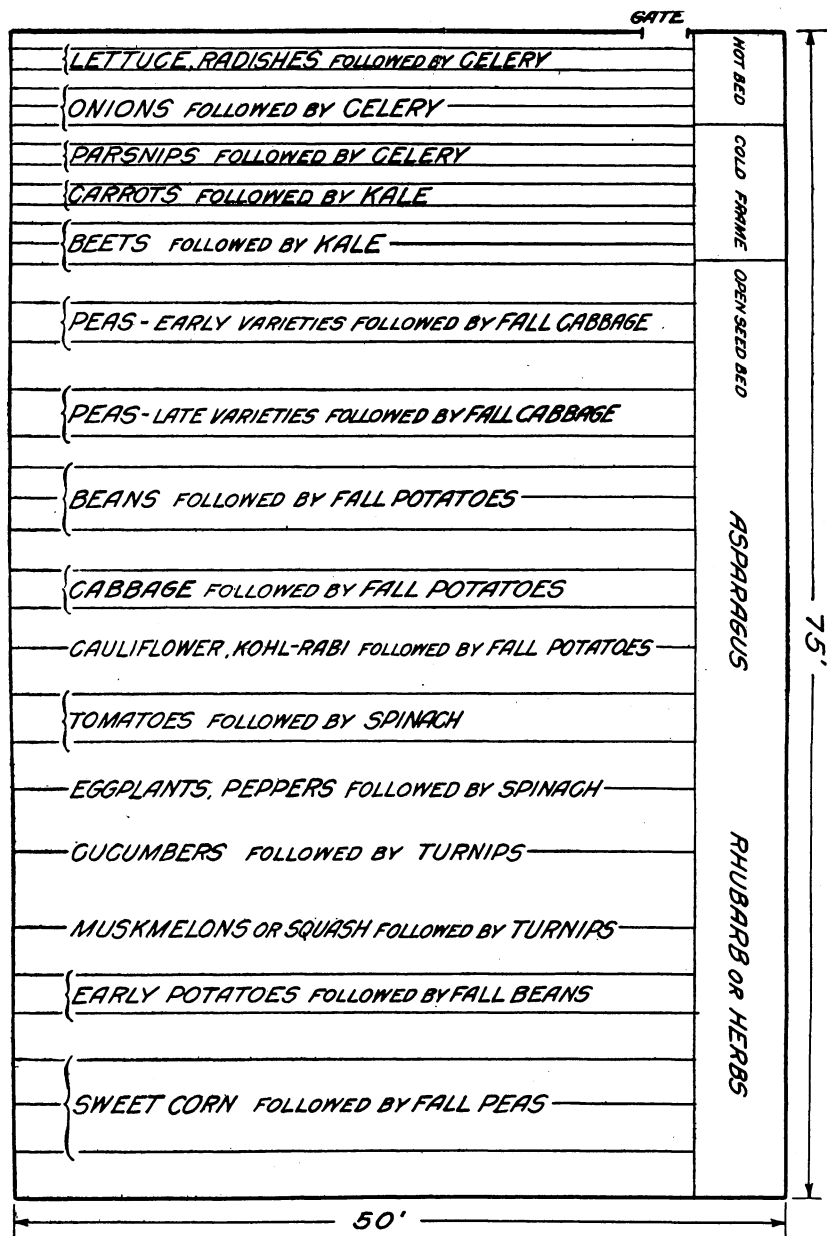 GATE
LETTUCE, RADISHES FOLLOWED BY CELERY
ONIONS FOLLOWED BY CELERY
PARSNIPS FOLLOWED BY CELERY
CARROTS FOLLOWED BY KALE
BEETS FOLLOWED BY KALE
PEAS - EARLY VARIETIES FOLLOWED BY FALL CABBAGE
PEAS - LATE VARIETIES FOLLOWED BY FALL CABBAGE
BEANS FOLLOWED BY FALL POTATOES
CABBAGE FOLLOWED BY FALL POTATOES
CAULIFLOWER, KOHL-RABI FOLLOWED BY FALL POTATOES
TOMATOES FOLLOWED BY SPINACH
EGGPLANTS, PEPPERS FOLLOWED BY SPINACH
CUCUMBERS FOLLOWED BY TURNIPS
MUSKMELONS OR SQUASH FOLLOWED BY TURNIPS
EARLY POTATOES FOLLOWED BY FALL BEANS
SWEET CORN FOLLOWED BY FALL PEAS
HOT BED
COLD FRAME
OPEN SEED BED
ASPARAGUS
RHUBARB OR HERBS
75'
50'